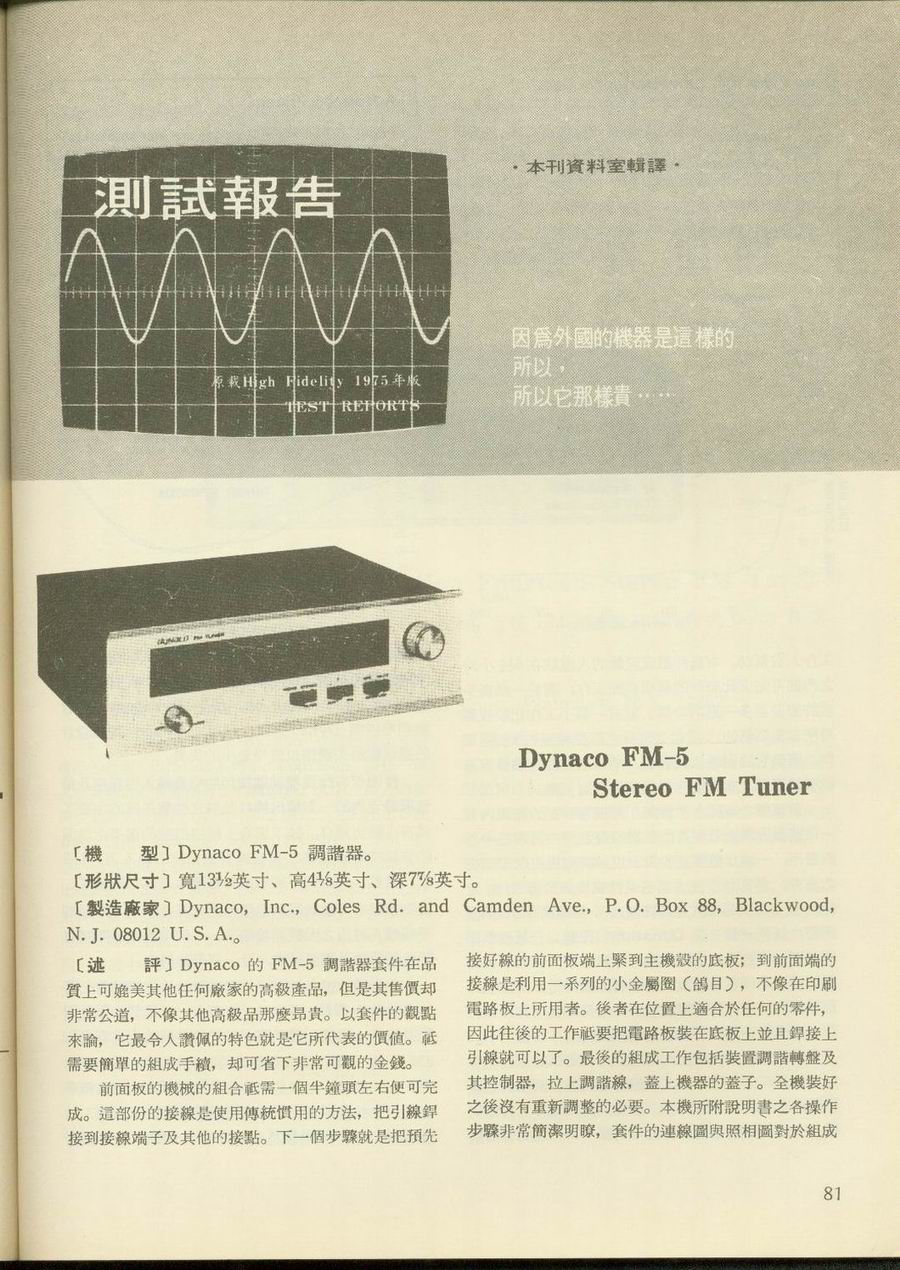 測試報告
原載High Fidelity 1975年版
TEST REPORTS
·本刊資料室輯譯·
因爲外國的機器是這樣的
所以，
所以它那樣貴……
DYNACO FM TUNER
Dynaco FM-5
Stereo FM Tuner
〔機　型〕Dynaco FM-5 調諧器。
〔形狀尺寸〕寬13½英寸、高4⅛英寸、深7⅞英寸。
〔製造廠家〕Dynaco, Inc., Coles Rd. and Camden Ave., P.O. Box 88, Blackwood,
N. J. 08012 U. S. A.。
〔述　評〕Dynaco 的 FM-5 調諧器套件在品
質上可媲美其他任何廠家的高級產品，但是其售價却
非常公道，不像其他高級品那麼昂貴。以套件的觀點
來論，它最令人讚佩的特色就是它所代表的價値。祗
需要簡單的組成手續，却可省下非常可觀的金錢。
前面板的機械的組合祗需一個半鐘頭左右便可完
成。這部份的接線是使用傳統慣用的方法，把引線銲
接到接線端子及其他的接點。下一個步驟就是把預先
接好線的前面板端上緊到主機殼的底板；到前面端的
接線是利用一系列的小金屬圈（鴿目），不像在印刷
電路板上所用者。後者在位置上適合於任何的零件，
因此往後的工作祗要把電路板裝在底板上並且銲接上
引線就可以了。最後的組成工作包括裝置調諧轉盤及
其控制器，拉上調諧線，蓋上機器的蓋子。全機裝好
之後沒有重新調整的必要。本機所附說明書之各操作
步驟非常簡潔明瞭，套件的連線圖與照相圖對於組成
81